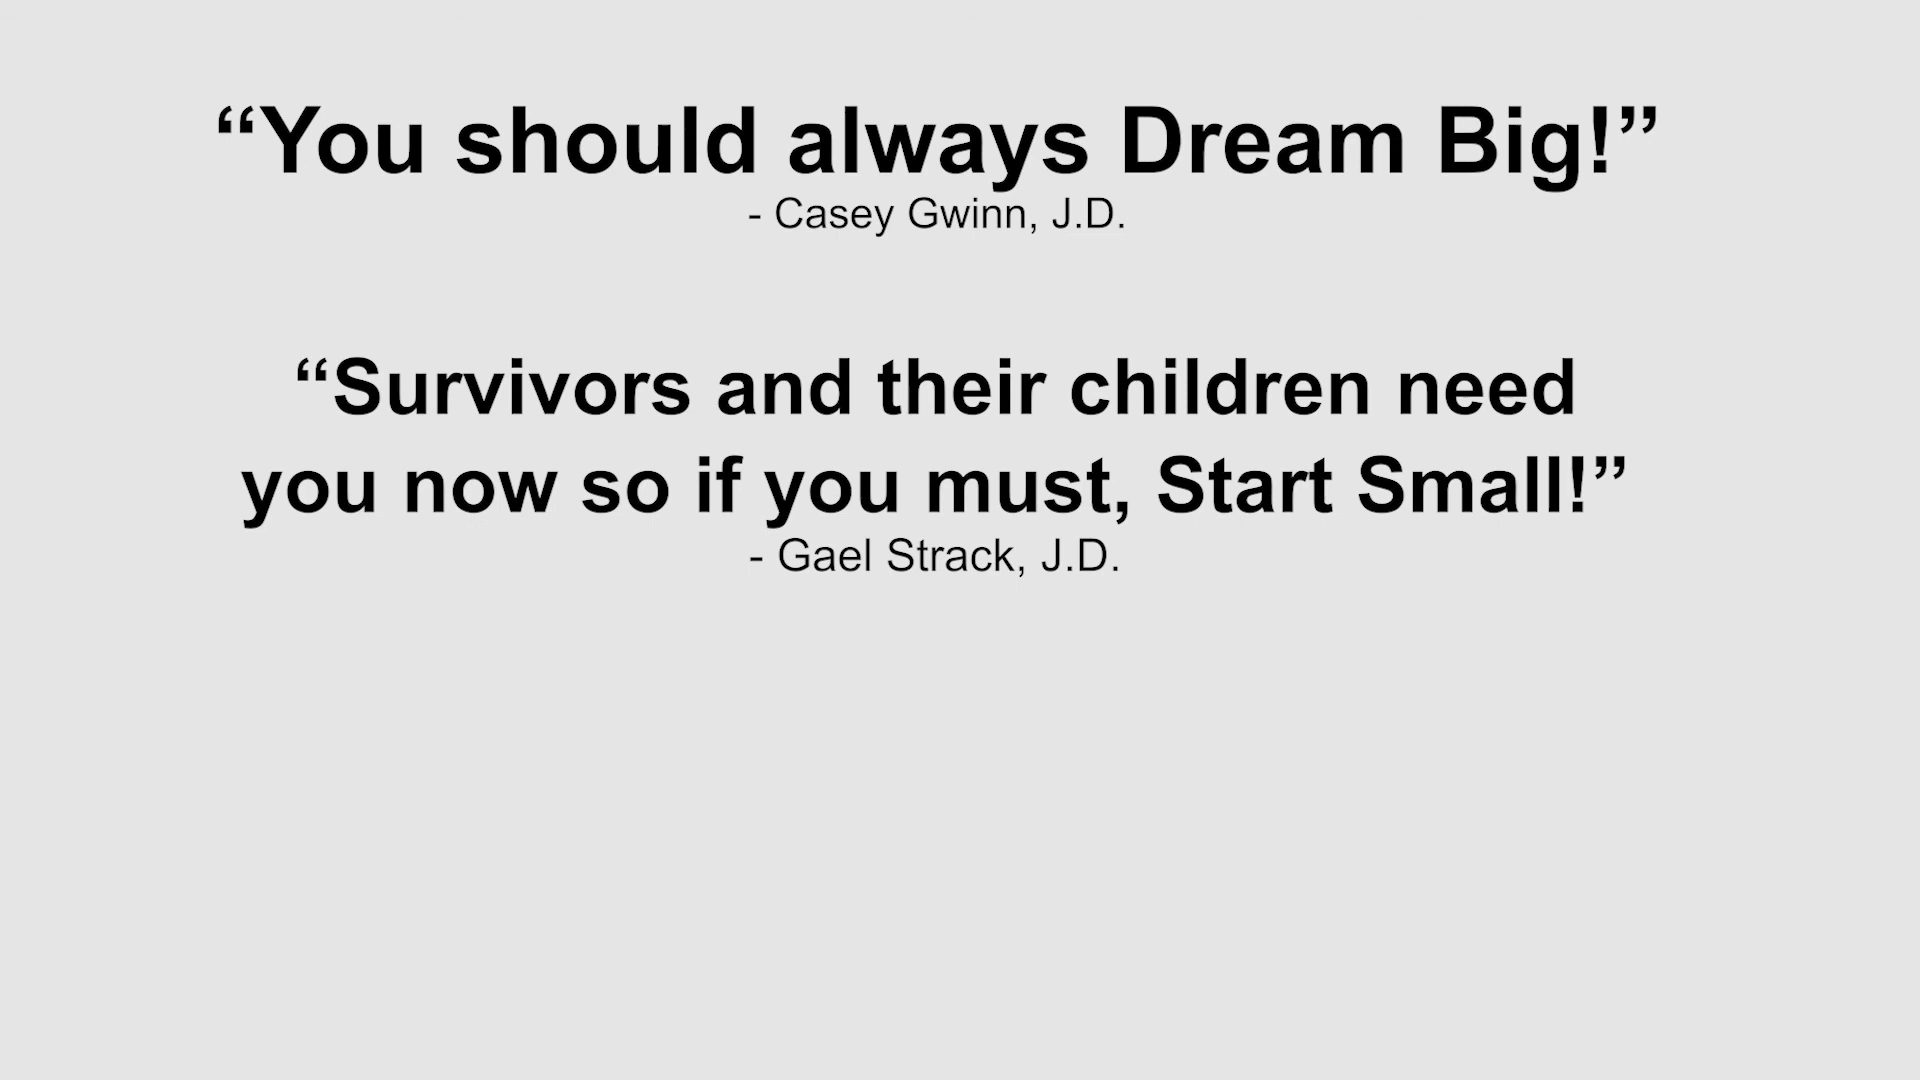 “You should always Dream Big!”
- Casey Gwinn, J.D.
“Survivors and their children need
you now so if you must, Start Small!”
- Gael Strack, J.D.